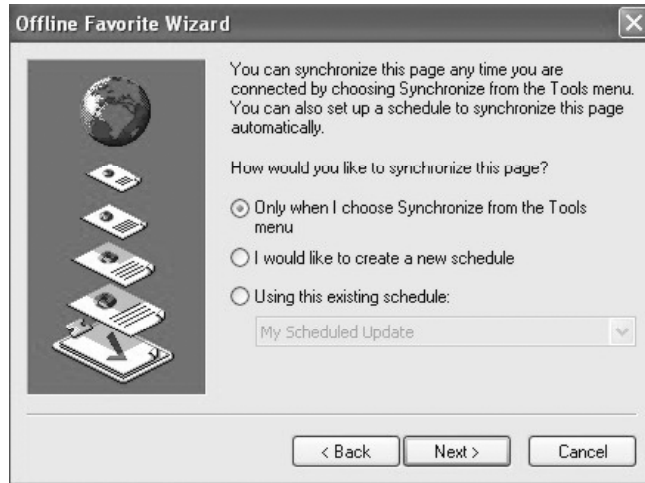 Offline Favorite Wizard
You can synchronize this page any time you are
connected by choosing Synchronize from the Tools menu.
You can also set up a schedule to synchronize this page
automatically.
How would you like to synchronize this page?
Only when I choose Synchronize from the Tools
menu
I would like to create a new schedule
Using this existing schedule:
My Scheduled Update
< Back
Next >
Cancel